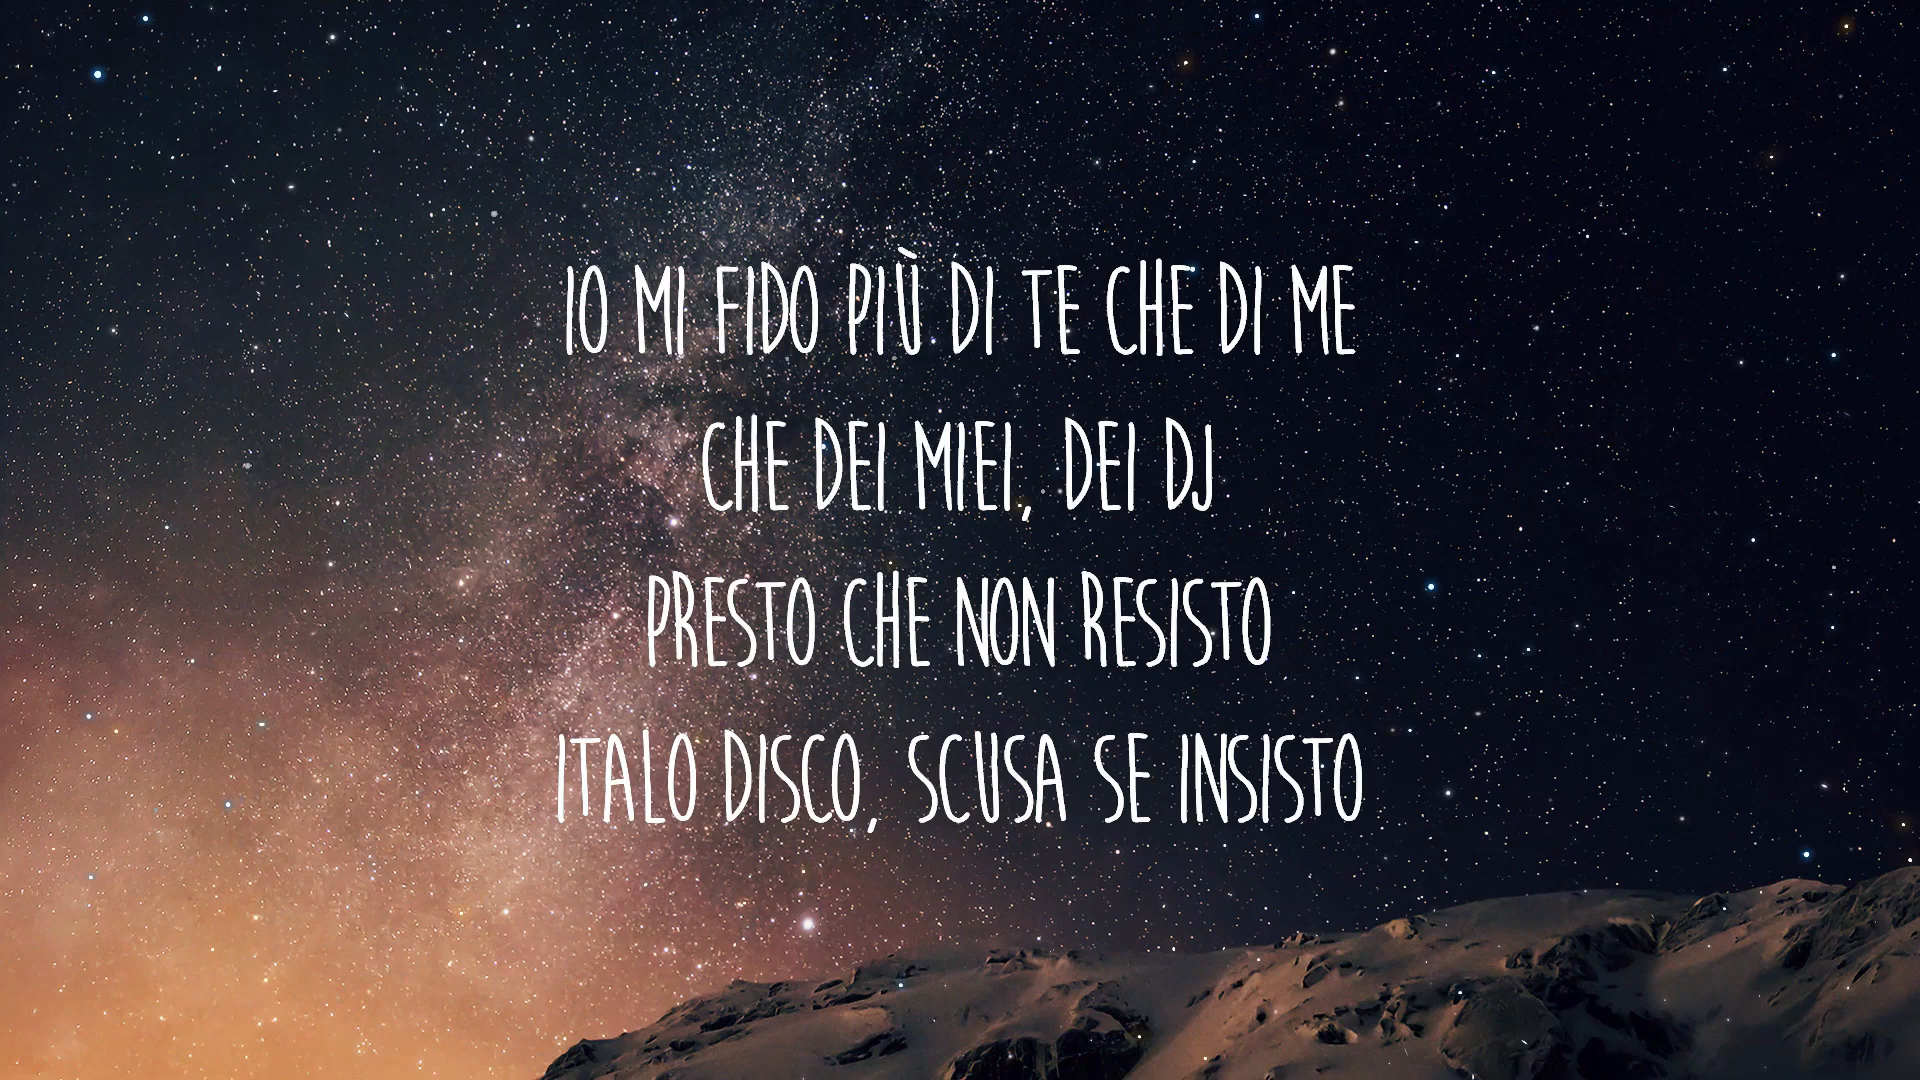 IO MI FIDO PIÙ DI TE CHE DI ME
CHE DEI MIEI, DEI DJ
PRESTO CHE NON RESISTO
ITALO DISCO, SCUSA SE INSISTO